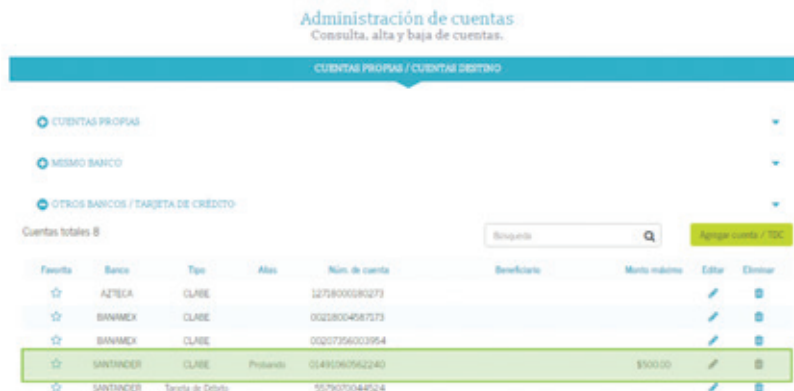 Administración de cuentas
Consulta, alta y baja de cuentas.
CUENTAS PROPIAS / CUENTAS DESTINO
CUENTAS PROPIAS
MISMO BANCO
OTROS BANCOS / TARJETA DE CRÉDITO
Cuentas totales 8
Búsqueda
Agregar cuenta / TDC
Favorita Banco Tipo Alias Núm. de cuenta Beneficiario Monto máximo Editar Eliminar
AZTECA CLABE 12718000180273
BANAMEX CLABE 00218004587173
BANAMEX CLABE 00207356003954
SANTANDER CLABE Probando 01491060562240 $500.00
SANTANDER Tarjeta de Débito 5579070044524